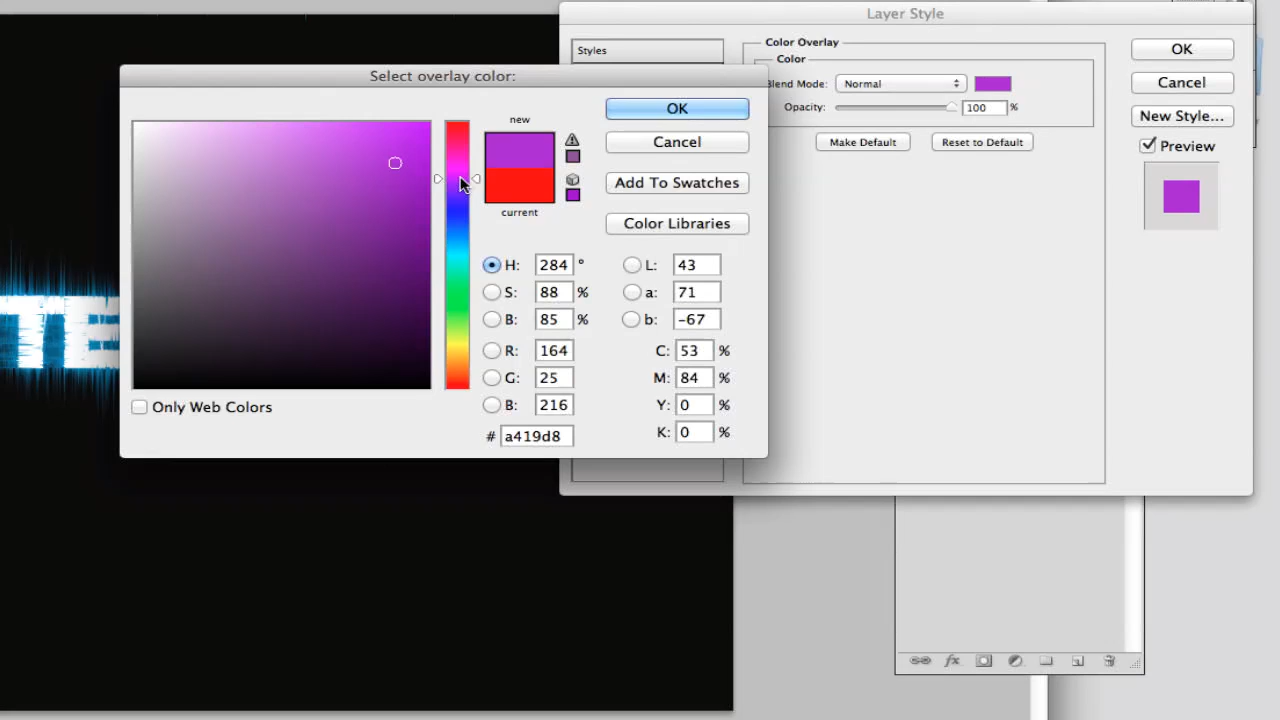 Layer Style
Styles
Color Overlay
Color
Blend Mode: Normal
Opacity: 100 %
Make Default Reset to Default
OK
Cancel
New Style...
Preview
Select overlay color:
new
current
OK
Cancel
Add To Swatches
Color Libraries
H: 284 °
S: 88 %
B: 85 %
R: 164
G: 25
B: 216
# a419d8
L: 43
a: 71
b: -67
C: 53 %
M: 84 %
Y: 0 %
K: 0 %
Only Web Colors
TE
fx